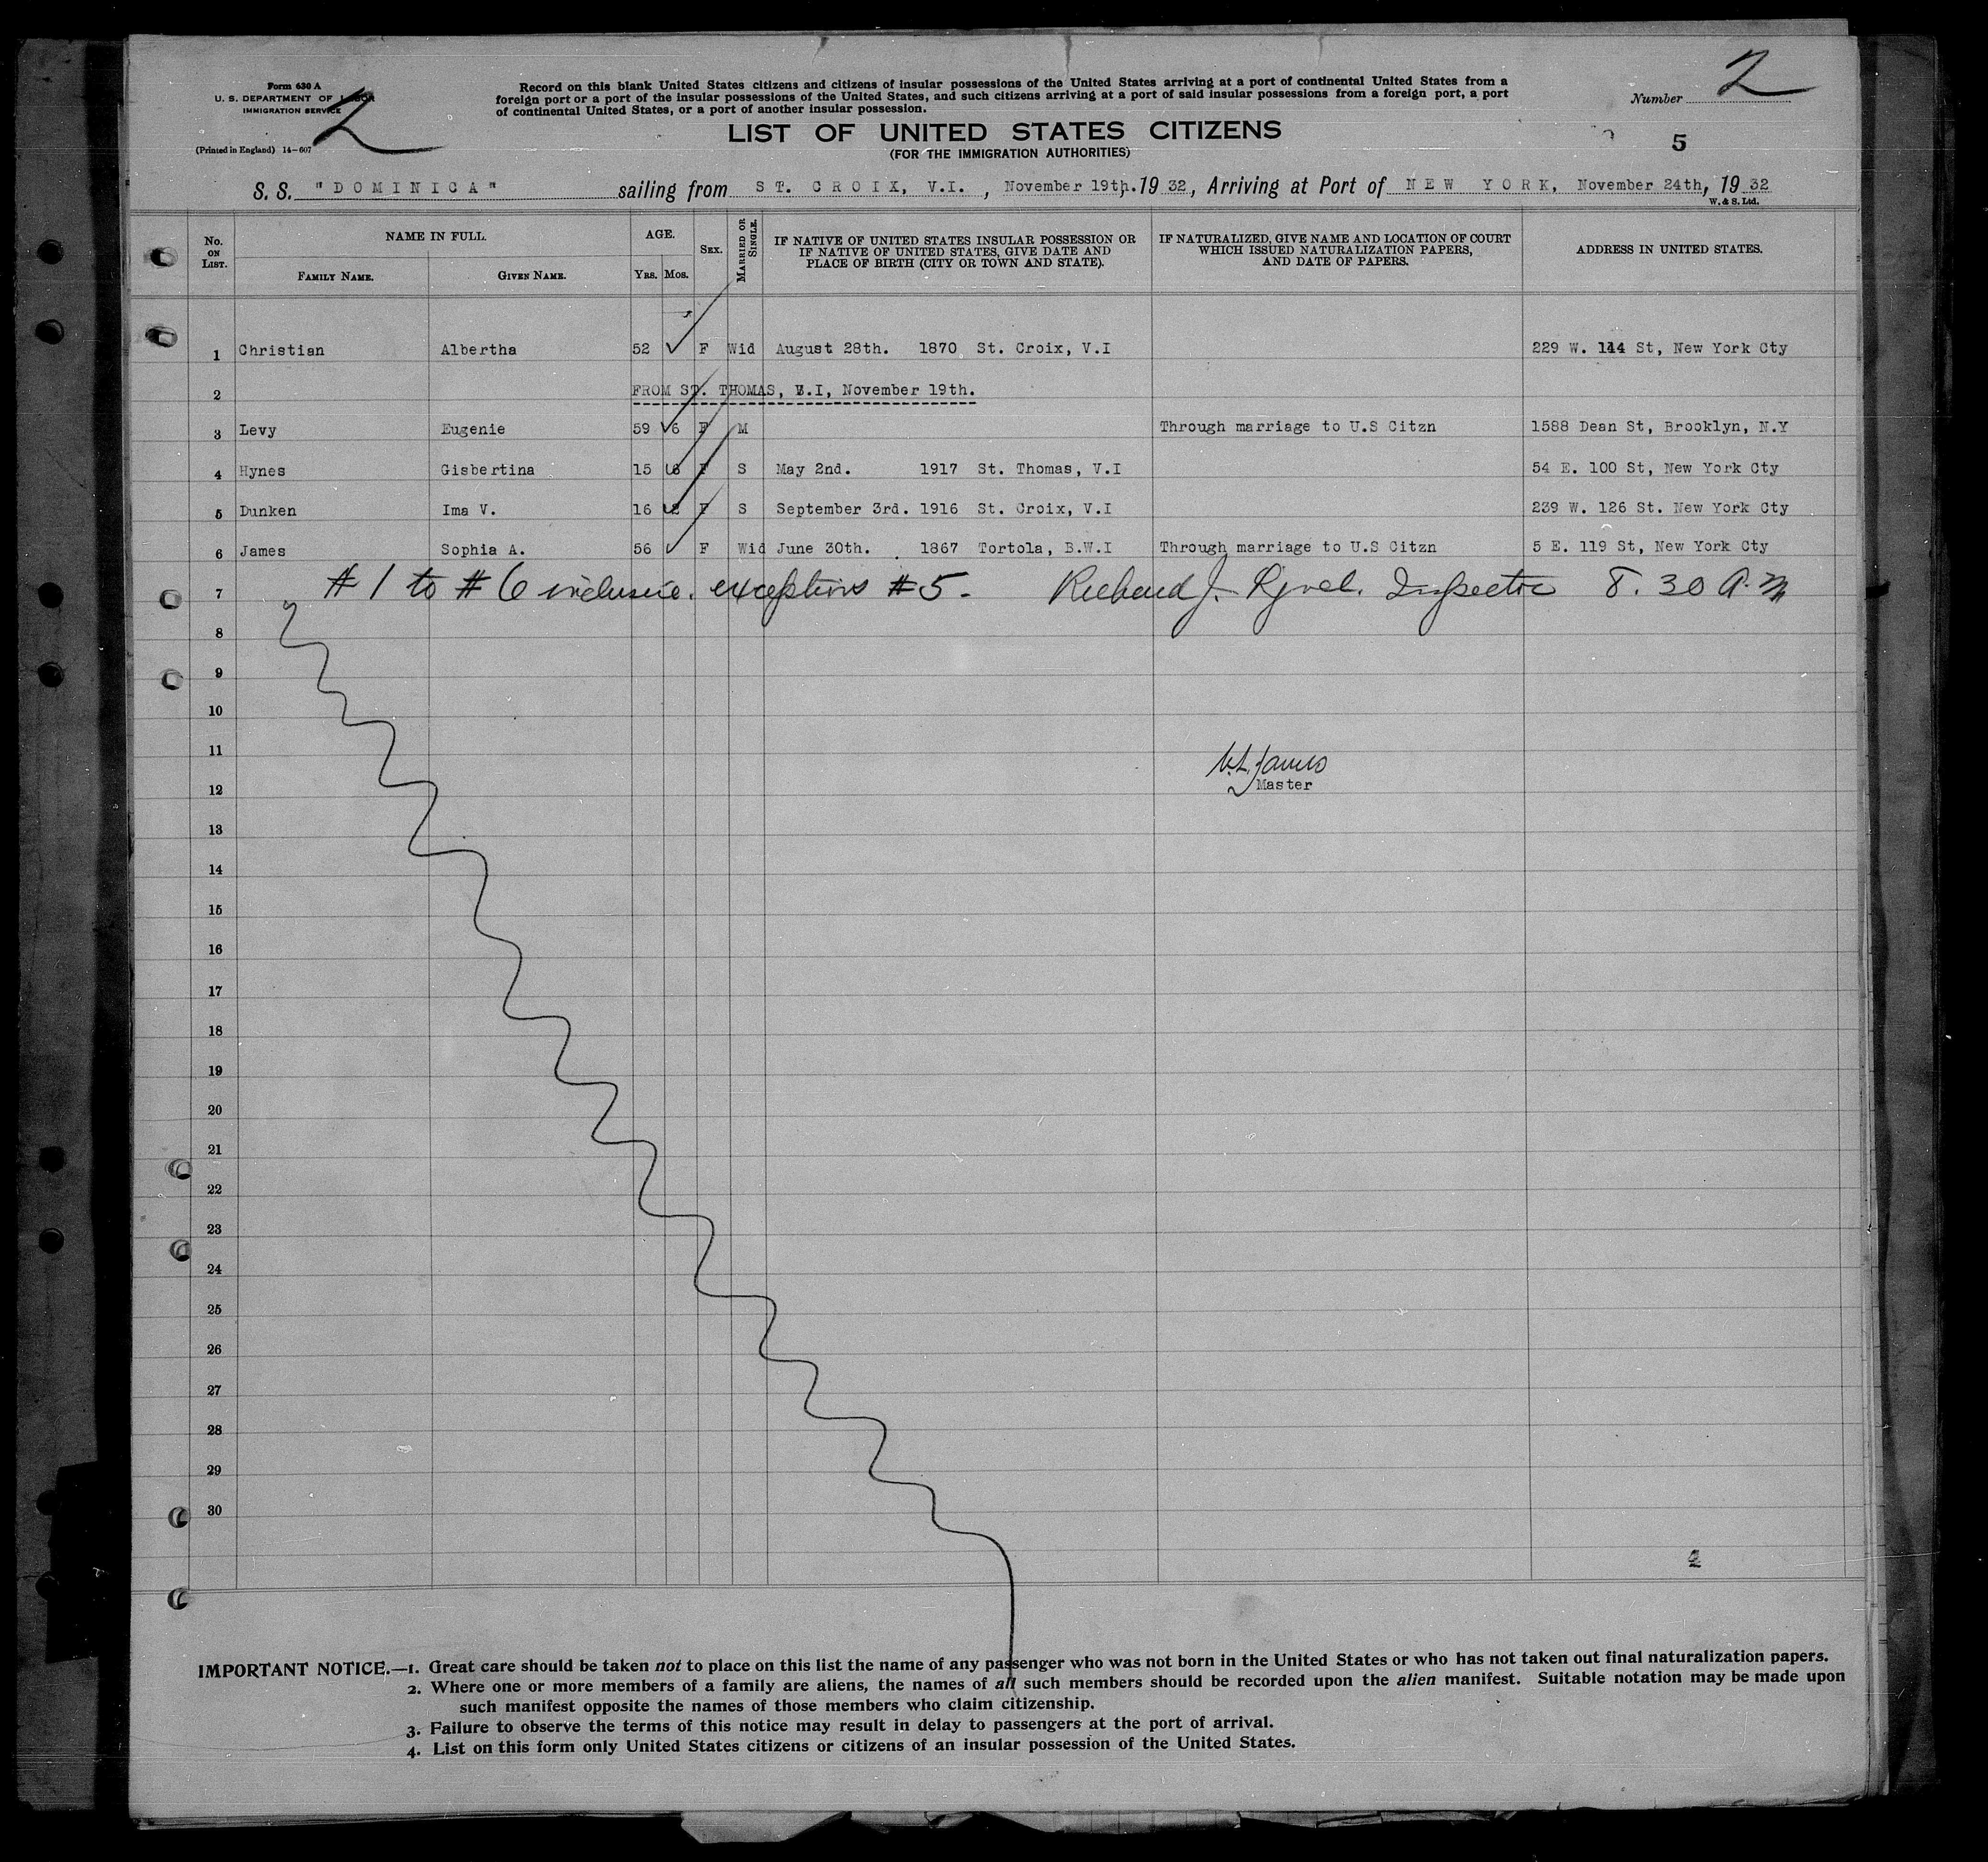 Form 630 A
U. S. DEPARTMENT OF LABOR
IMMIGRATION SERVICE
2
(Printed in England) 14—607
Record on this blank United States citizens and citizens of insular possessions of the United States arriving at a port of continental United States from a
foreign port or a port of the insular possessions of the United States, and such citizens arriving at a port of said insular possessions from a foreign port, a port
of continental United States, or a port of another insular possession.
Number 2
LIST OF UNITED STATES CITIZENS
(FOR THE IMMIGRATION AUTHORITIES)
5
S. S. "DOMINICA" sailing from ST. CROIX, V.I. , November 19th. 19 32, Arriving at Port of NEW YORK, November 24th, 19 32
W. & S. Ltd.
No. ON LIST. NAME IN FULL. FAMILY NAME. GIVEN NAME. AGE. YRS. MOS. SEX. MARRIED OR SINGLE. IF NATIVE OF UNITED STATES INSULAR POSSESSION OR IF NATIVE OF UNITED STATES, GIVE DATE AND PLACE OF BIRTH (CITY OR TOWN AND STATE). IF NATURALIZED, GIVE NAME AND LOCATION OF COURT WHICH ISSUED NATURALIZATION PAPERS, AND DATE OF PAPERS. ADDRESS IN UNITED STATES.
1 Christian Albertha 52 F Wid August 28th. 1870 St. Croix, V.I 229 W. 114 St, New York Cty
2 FROM ST. THOMAS, V.I, November 19th.
3 Levy Eugenie 59 6 F M Through marriage to U.S Citzn 1588 Dean St, Brooklyn, N.Y
4 Hynes Gisbertina 15 6 F S May 2nd. 1917 St. Thomas, V.I 54 E. 100 St, New York Cty
5 Dunken Ima V. 16 2 F S September 3rd. 1916 St. Croix, V.I 239 W. 126 St. New York Cty
6 James Sophia A. 56 F Wid June 30th. 1867 Tortola, B.W.I Through marriage to U.S Citzn 5 E. 119 St, New York Cty
7 #1 to #6 inclusive. exceptions #5 - Richard J. Inspector 8.30 A.M
8
9
10
11
W.L. James
12 Master
13
14
15
16
17
18
19
20
21
22
23
24
25
26
27
28
29
30
IMPORTANT NOTICE.—1. Great care should be taken not to place on this list the name of any passenger who was not born in the United States or who has not taken out final naturalization papers.
2. Where one or more members of a family are aliens, the names of all such members should be recorded upon the alien manifest. Suitable notation may be made upon
such manifest opposite the names of those members who claim citizenship.
3. Failure to observe the terms of this notice may result in delay to passengers at the port of arrival.
4. List on this form only United States citizens or citizens of an insular possession of the United States.